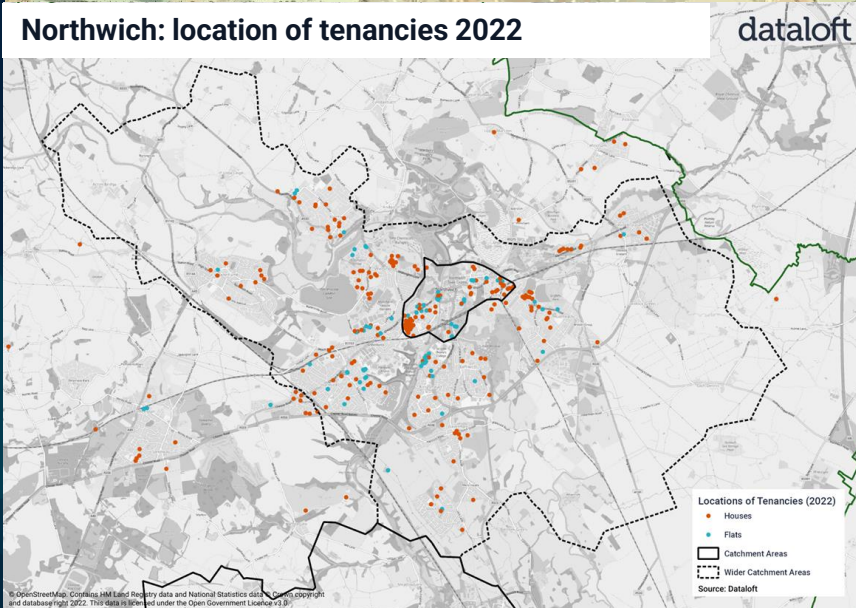 Northwich: location of tenancies 2022
dataloft
Locations of Tenancies (2022)
Houses
Flats
Catchment Areas
Wider Catchment Areas
Source: Dataloft
© OpenStreetMap. Contains HM Land Registry data and National Statistics data © Crown copyright
and database right 2022. This data is licensed under the Open Government Licence v3.0.